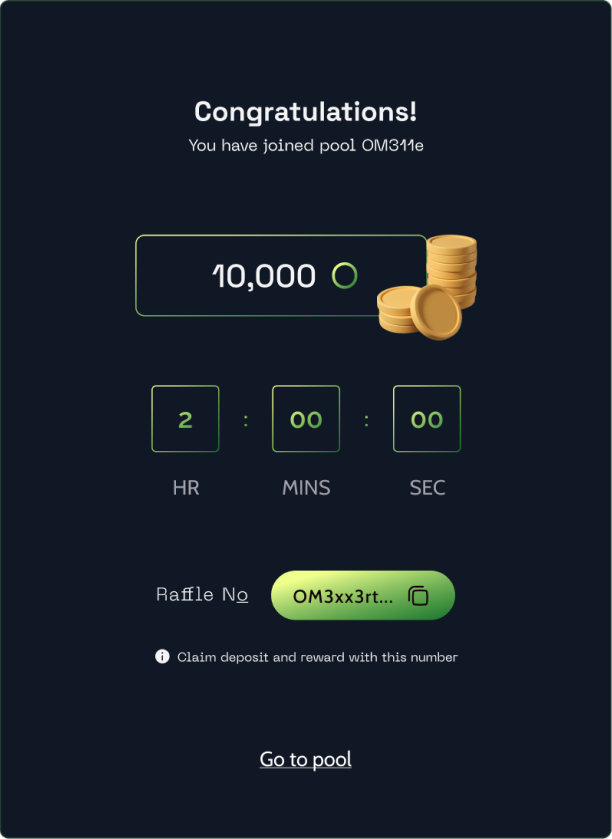 Congratulations!
You have joined pool OM311e
10,000
2 : 00 : 00
HR MINS SEC
Raffle No OM3xx3rt...
Claim deposit and reward with this number
Go to pool